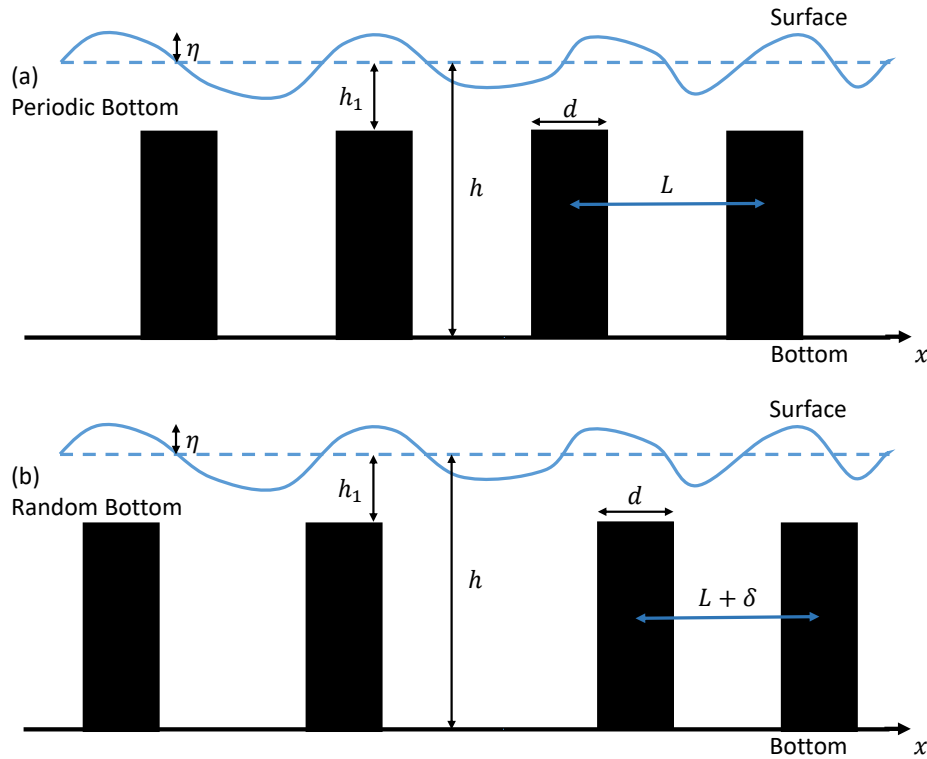 Surface
η
(a)
Periodic Bottom
h₁
d
h
L
Bottom
x
Surface
η
(b)
Random Bottom
h₁
d
h
L + δ
Bottom
x